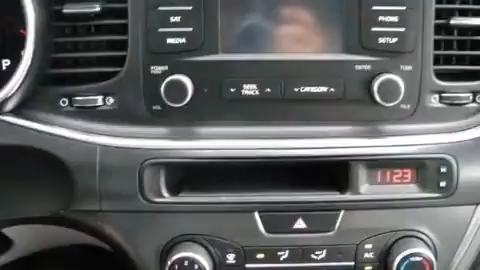 SAT
MEDIA
PHONE
SETUP
P
POWER
PUSH
VOL
SEEK
TRACK
CATEGORY
ENTER
TUNE
FILE
1123
H
M
A/C